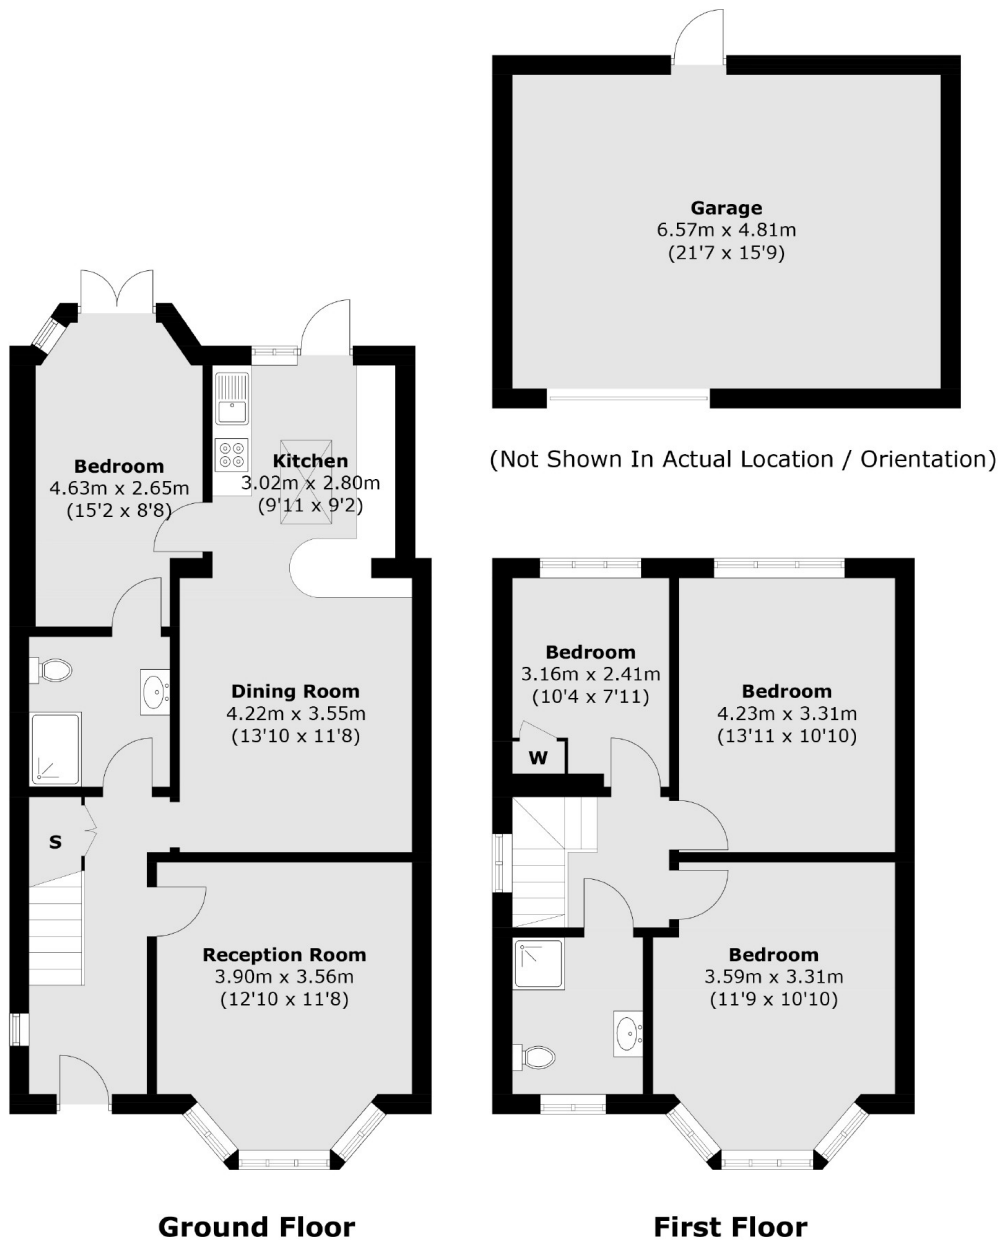 Garage
6.57m x 4.81m
(21'7 x 15'9)
(Not Shown In Actual Location / Orientation)
Bedroom
4.63m x 2.65m
(15'2 x 8'8)
Kitchen
3.02m x 2.80m
(9'11 x 9'2)
Dining Room
4.22m x 3.55m
(13'10 x 11'8)
S
Reception Room
3.90m x 3.56m
(12'10 x 11'8)
Ground Floor
Bedroom
3.16m x 2.41m
(10'4 x 7'11)
W
Bedroom
4.23m x 3.31m
(13'11 x 10'10)
Bedroom
3.59m x 3.31m
(11'9 x 10'10)
First Floor